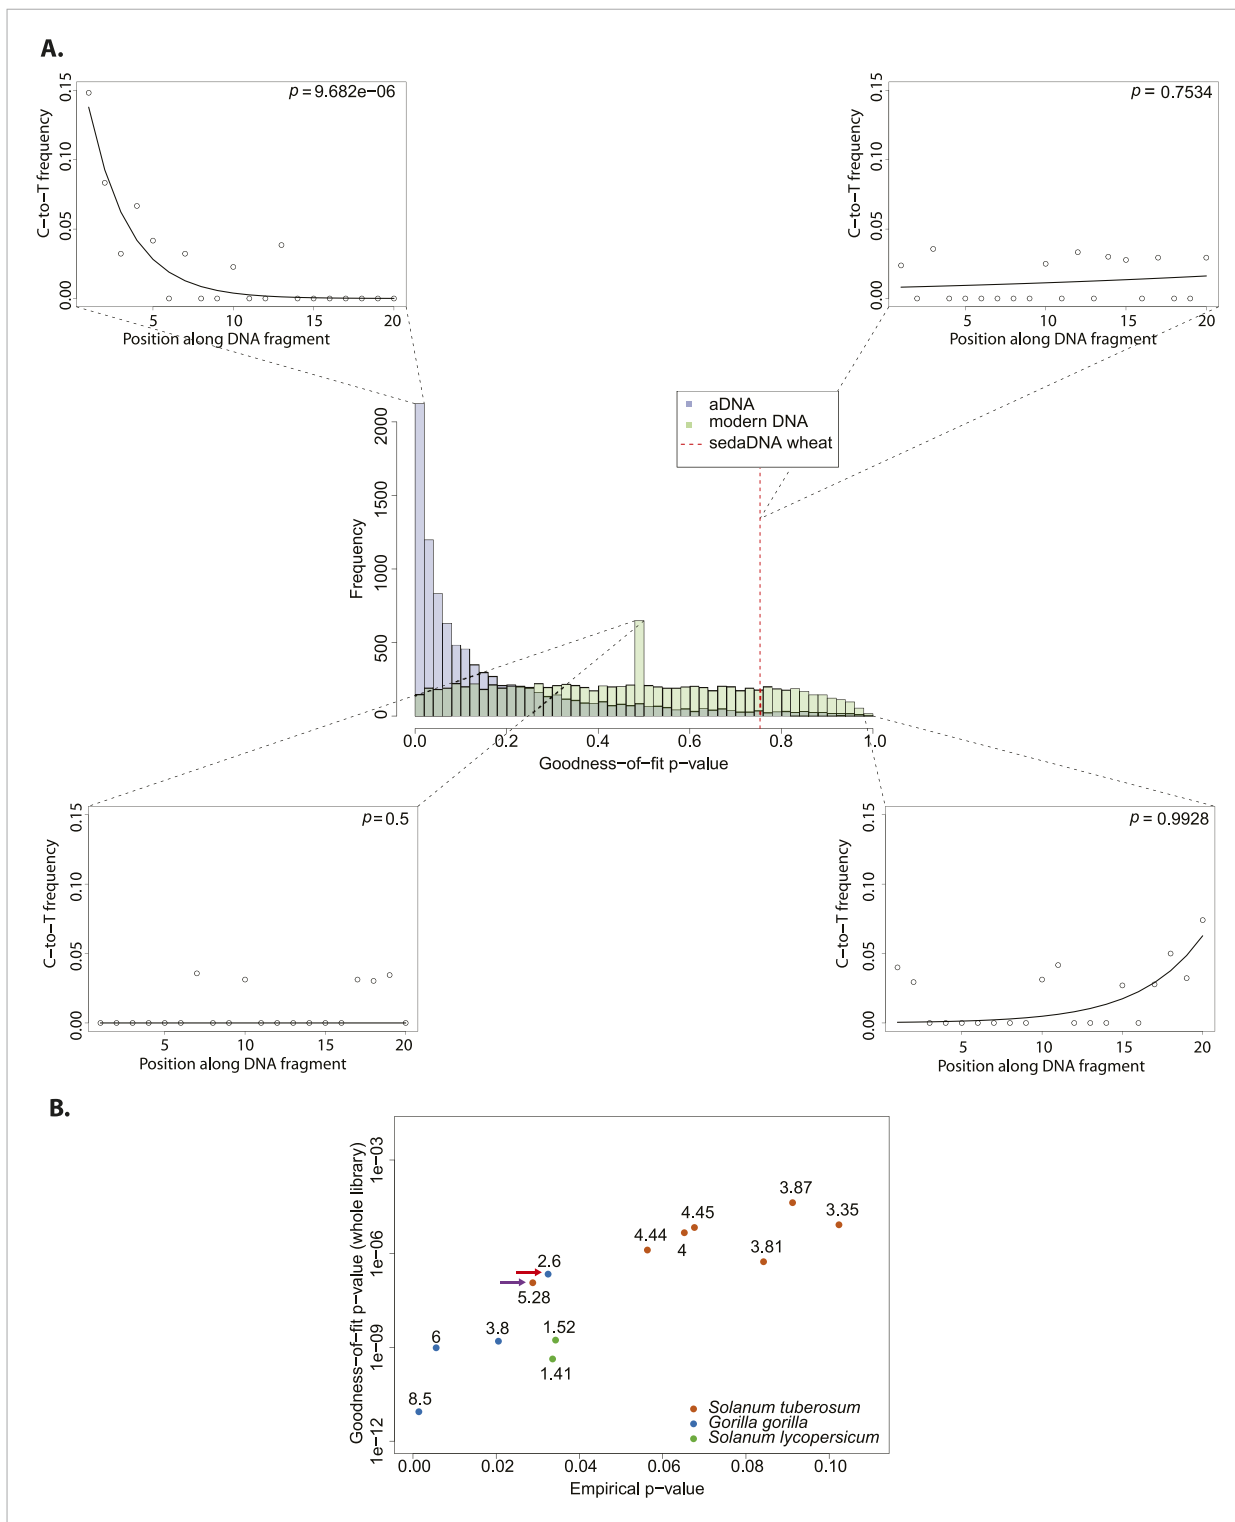 A.
p = 9.682e−06
C−to−T frequency
0.15
0.10
0.05
0.00
5 10 15 20
Position along DNA fragment
p = 0.7534
C−to−T frequency
0.15
0.10
0.05
0.00
5 10 15 20
Position along DNA fragment
aDNA
modern DNA
sedaDNA wheat
Frequency
2000
1500
1000
500
0
0.0 0.2 0.4 0.6 0.8 1.0
Goodness−of−fit p−value
p = 0.5
C−to−T frequency
0.15
0.10
0.05
0.00
5 10 15 20
Position along DNA fragment
p = 0.9928
C−to−T frequency
0.15
0.10
0.05
0.00
5 10 15 20
Position along DNA fragment
B.
Goodness−of−fit p−value (whole library)
1e−03
1e−06
1e−09
1e−12
3.87
3.35
4.45
4.44
4
3.81
2.6
5.28
1.52
3.8
6
1.41
8.5
Solanum tuberosum
Gorilla gorilla
Solanum lycopersicum
0.00 0.02 0.04 0.06 0.08 0.10
Empirical p−value